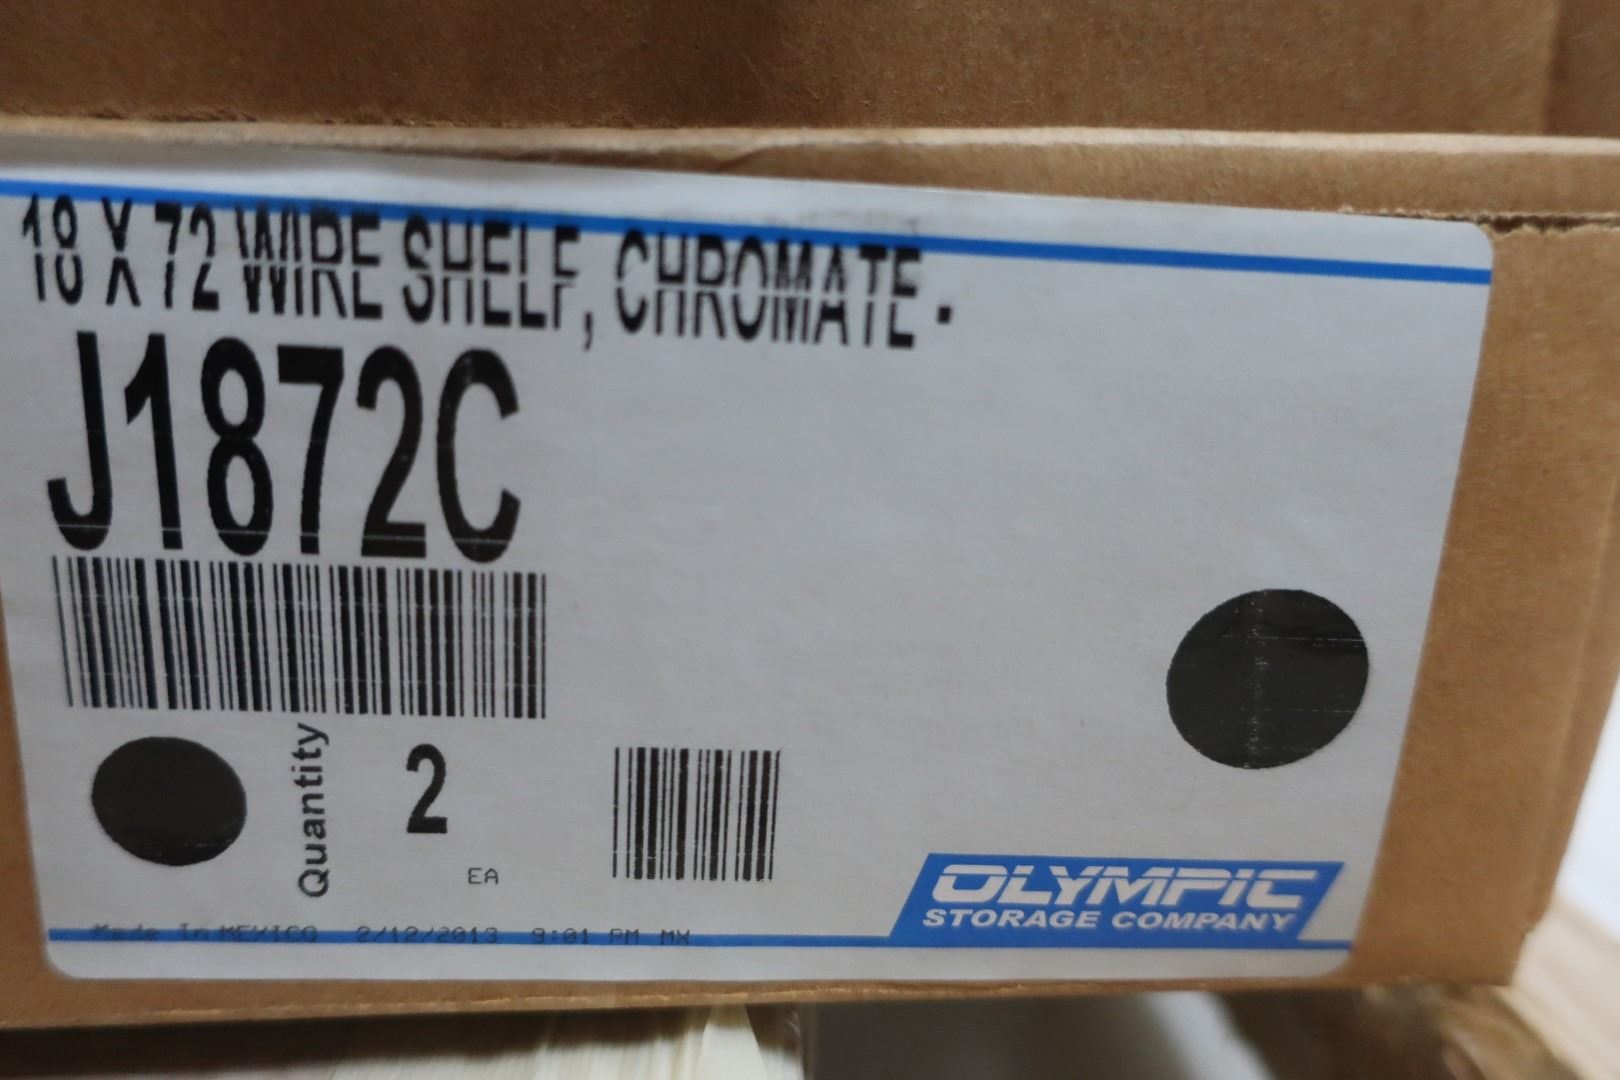 18 X 72 WIRE SHELF, CHROMATE -
J1872C
Quantity
2
EA
Made In MEXICO 2/12/2013 9:01 PM MX
OLYMPIC
STORAGE COMPANY